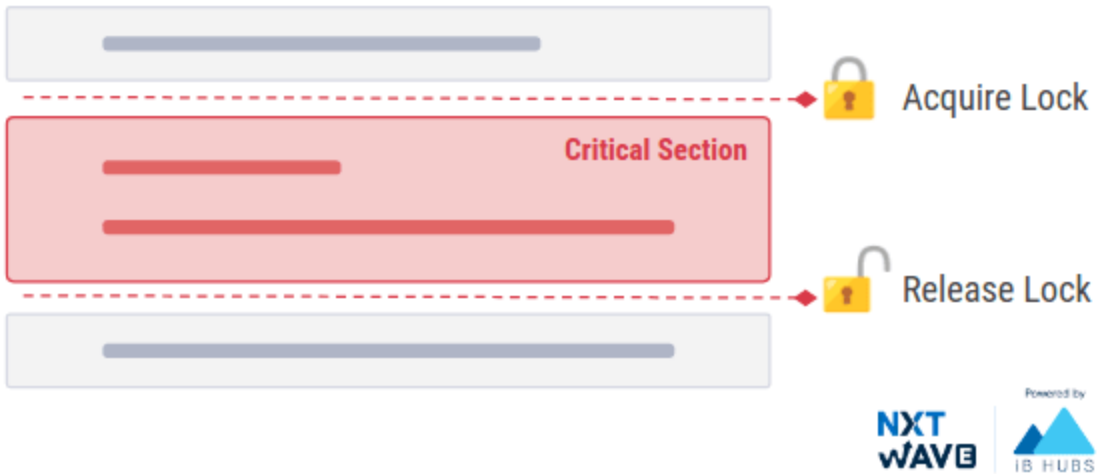 Acquire Lock
Critical Section
Release Lock
Powered by
NXT
WAVE
iB HUBS